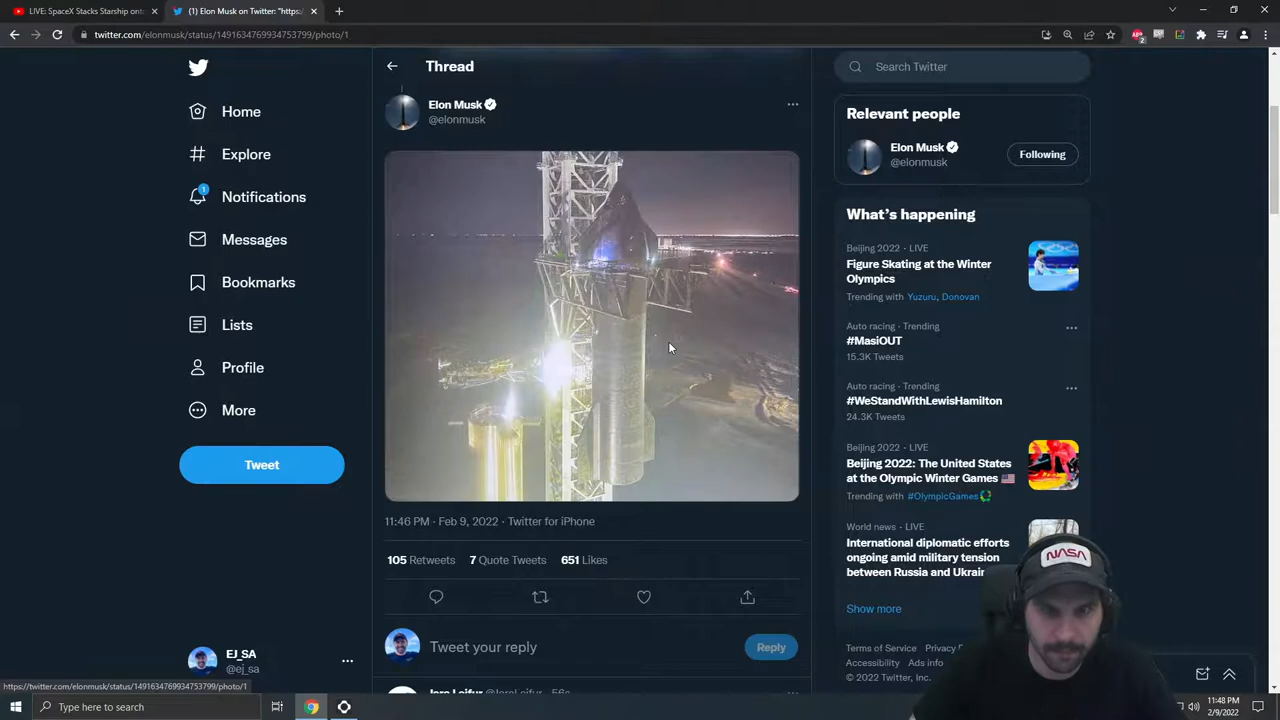 LIVE: SpaceX Stacks Starship onto
(1) Elon Musk on Twitter: "https:/
twitter.com/elonmusk/status/1491634769934753799/photo/1
2
Home
Explore
1
Notifications
Messages
Bookmarks
Lists
Profile
More
Tweet
EJ_SA
@ej_sa
Thread
Elon Musk
@elonmusk
11:46 PM · Feb 9, 2022 · Twitter for iPhone
105 Retweets 7 Quote Tweets 651 Likes
Tweet your reply
Reply
Search Twitter
Relevant people
Elon Musk
@elonmusk
Following
What's happening
Beijing 2022 · LIVE
Figure Skating at the Winter
Olympics
Trending with Yuzuru, Donovan
Auto racing · Trending
#MasiOUT
15.3K Tweets
Auto racing · Trending
#WeStandWithLewisHamilton
24.3K Tweets
Beijing 2022 · LIVE
Beijing 2022: The United States
at the Olympic Winter Games
Trending with #OlympicGames
World news · LIVE
International diplomatic efforts
ongoing amid military tension
between Russia and Ukrain
Show more
Terms of Service Privacy
Accessibility Ads info
© 2022 Twitter, Inc.
NASA
https://twitter.com/elonmusk/status/1491634769934753799/photo/1
Type here to search
11:48 PM
2/9/2022